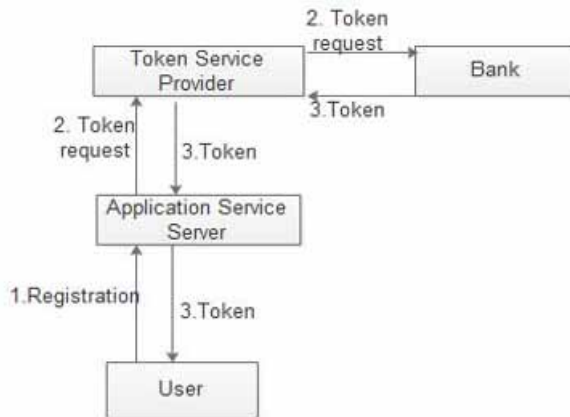 2. Token
request
Token Service
Provider
Bank
3.Token
2. Token
request
3.Token
Application Service
Server
1.Registration
3.Token
User